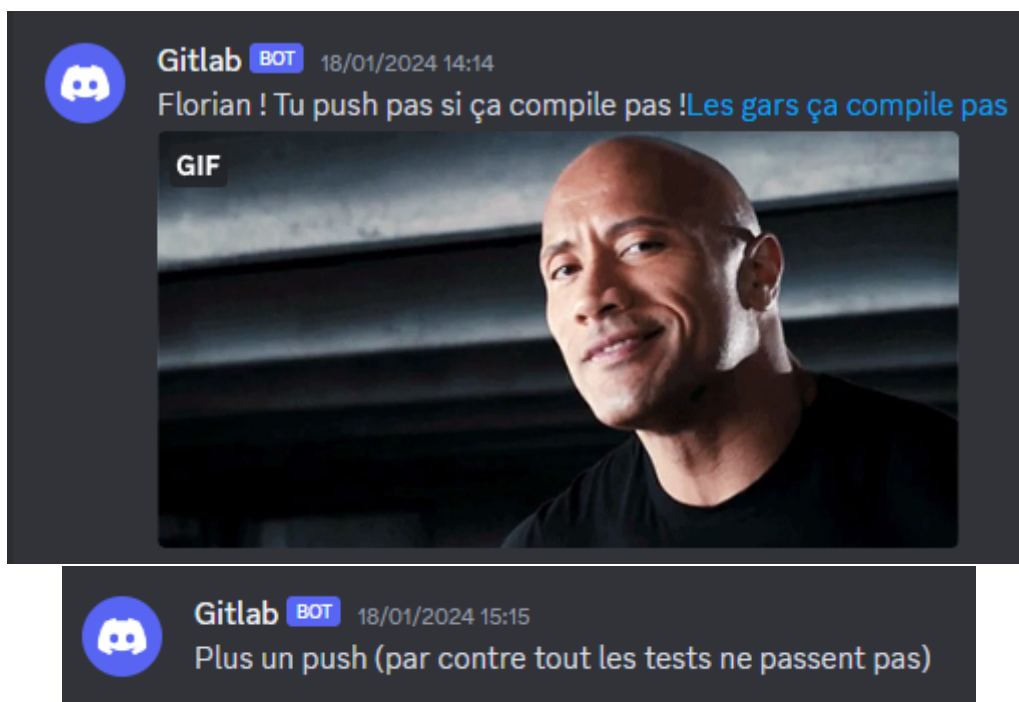 Gitlab BOT 18/01/2024 14:14
Florian ! Tu push pas si ça compile pas !Les gars ça compile pas
GIF
Gitlab BOT 18/01/2024 15:15
Plus un push (par contre tout les tests ne passent pas)